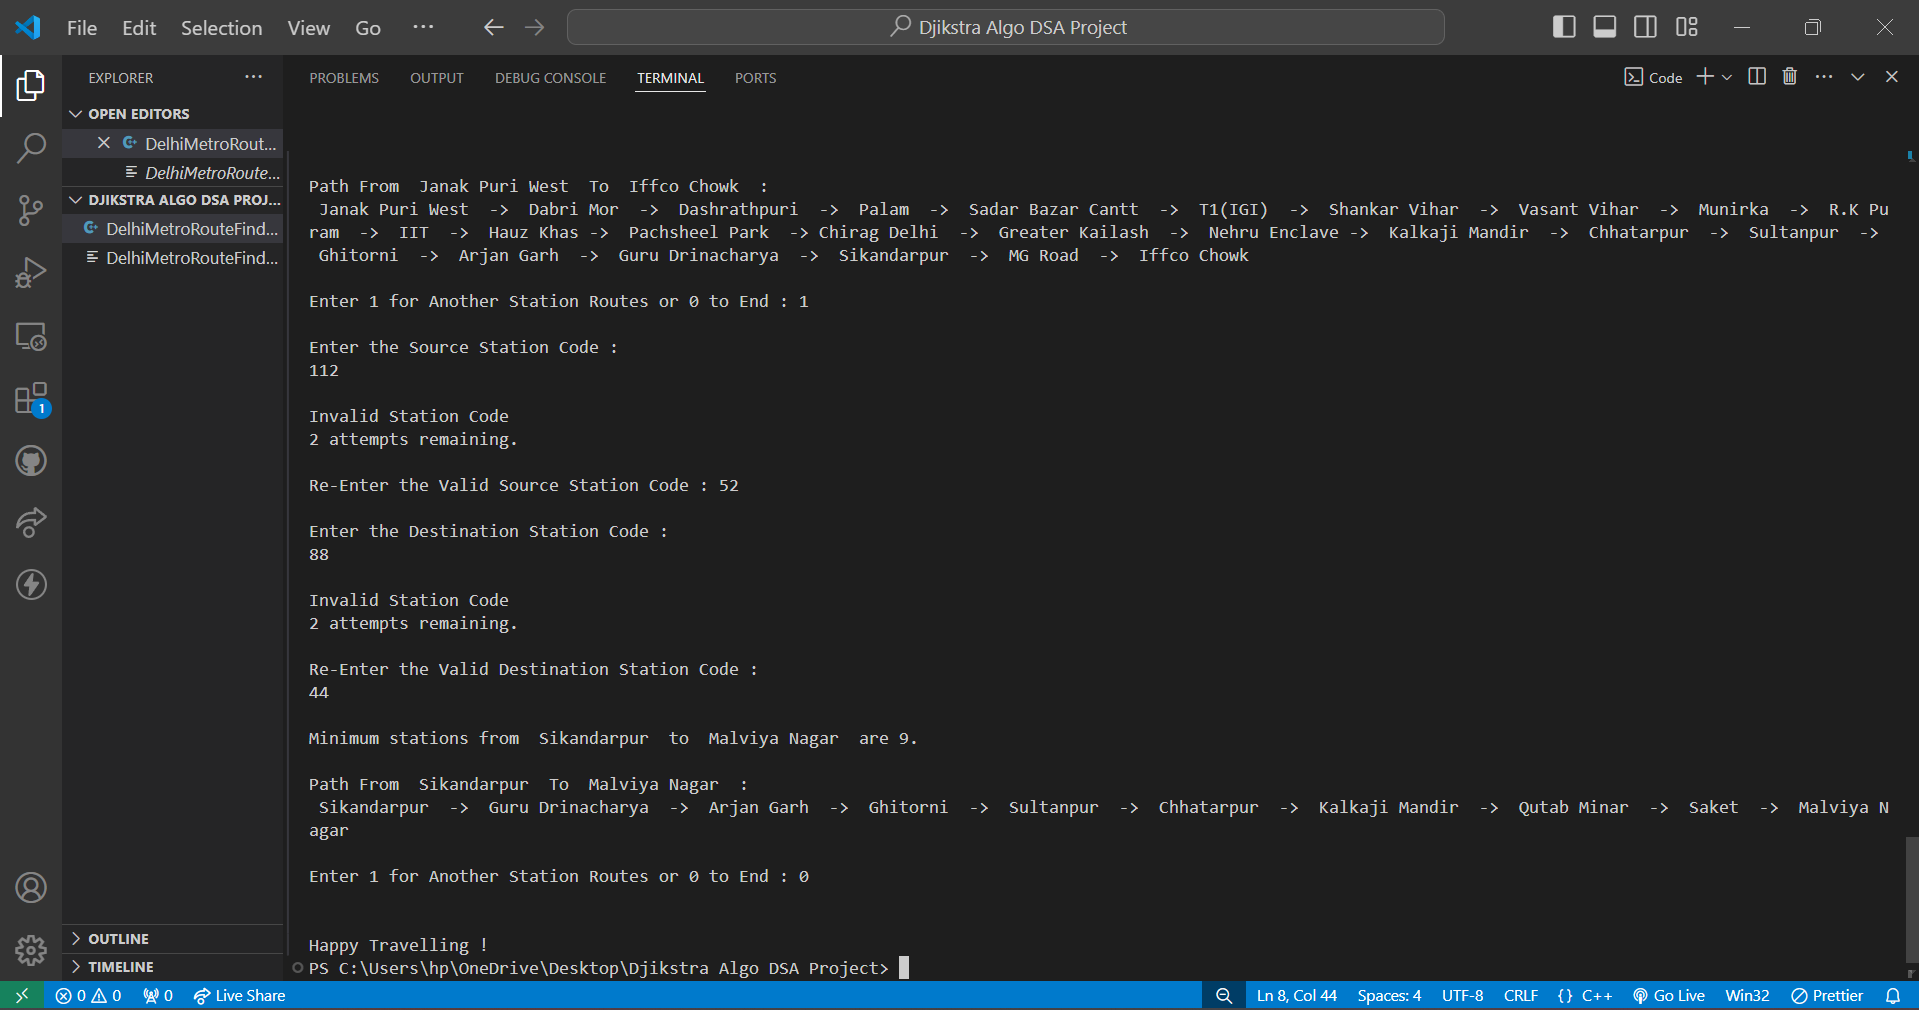 File Edit Selection View Go ··· Djikstra Algo DSA Project
EXPLORER ···
PROBLEMS OUTPUT DEBUG CONSOLE TERMINAL PORTS Code
OPEN EDITORS
DelhiMetroRout...
DelhiMetroRoute...
DJIKSTRA ALGO DSA PROJ...
DelhiMetroRouteFind...
DelhiMetroRouteFind...
1
OUTLINE
TIMELINE
Path From Janak Puri West To Iffco Chowk :
Janak Puri West -> Dabri Mor -> Dashrathpuri -> Palam -> Sadar Bazar Cantt -> T1(IGI) -> Shankar Vihar -> Vasant Vihar -> Munirka -> R.K Pu
ram -> IIT -> Hauz Khas -> Pachsheel Park -> Chirag Delhi -> Greater Kailash -> Nehru Enclave -> Kalkaji Mandir -> Chhatarpur -> Sultanpur ->
Ghitorni -> Arjan Garh -> Guru Drinacharya -> Sikandarpur -> MG Road -> Iffco Chowk
Enter 1 for Another Station Routes or 0 to End : 1
Enter the Source Station Code :
112
Invalid Station Code
2 attempts remaining.
Re-Enter the Valid Source Station Code : 52
Enter the Destination Station Code :
88
Invalid Station Code
2 attempts remaining.
Re-Enter the Valid Destination Station Code :
44
Minimum stations from Sikandarpur to Malviya Nagar are 9.
Path From Sikandarpur To Malviya Nagar :
Sikandarpur -> Guru Drinacharya -> Arjan Garh -> Ghitorni -> Sultanpur -> Chhatarpur -> Kalkaji Mandir -> Qutab Minar -> Saket -> Malviya N
agar
Enter 1 for Another Station Routes or 0 to End : 0
Happy Travelling !
PS C:\Users\hp\OneDrive\Desktop\Djikstra Algo DSA Project>
0 0 0 Live Share Ln 8, Col 44 Spaces: 4 UTF-8 CRLF {} C++ Go Live Win32 Prettier